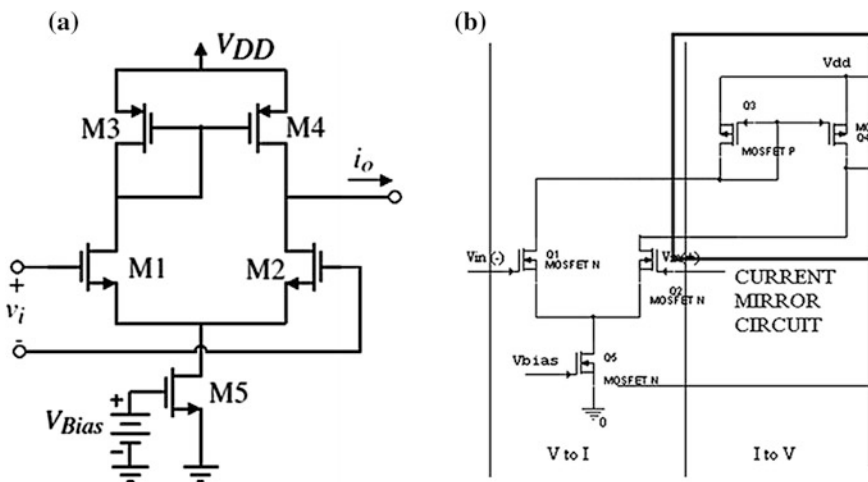 (a)
VDD
M3
M4
io
M1
M2
+
vi
-
M5
+
VBias
-
(b)
Vdd
Q3
MOSFET P
Q4
Vin (-)
Q1
MOSFET N
Q2
MOSFET N
CURRENT
MIRROR
CIRCUIT
Vbias
Q5
MOSFET N
0
V to I
I to V